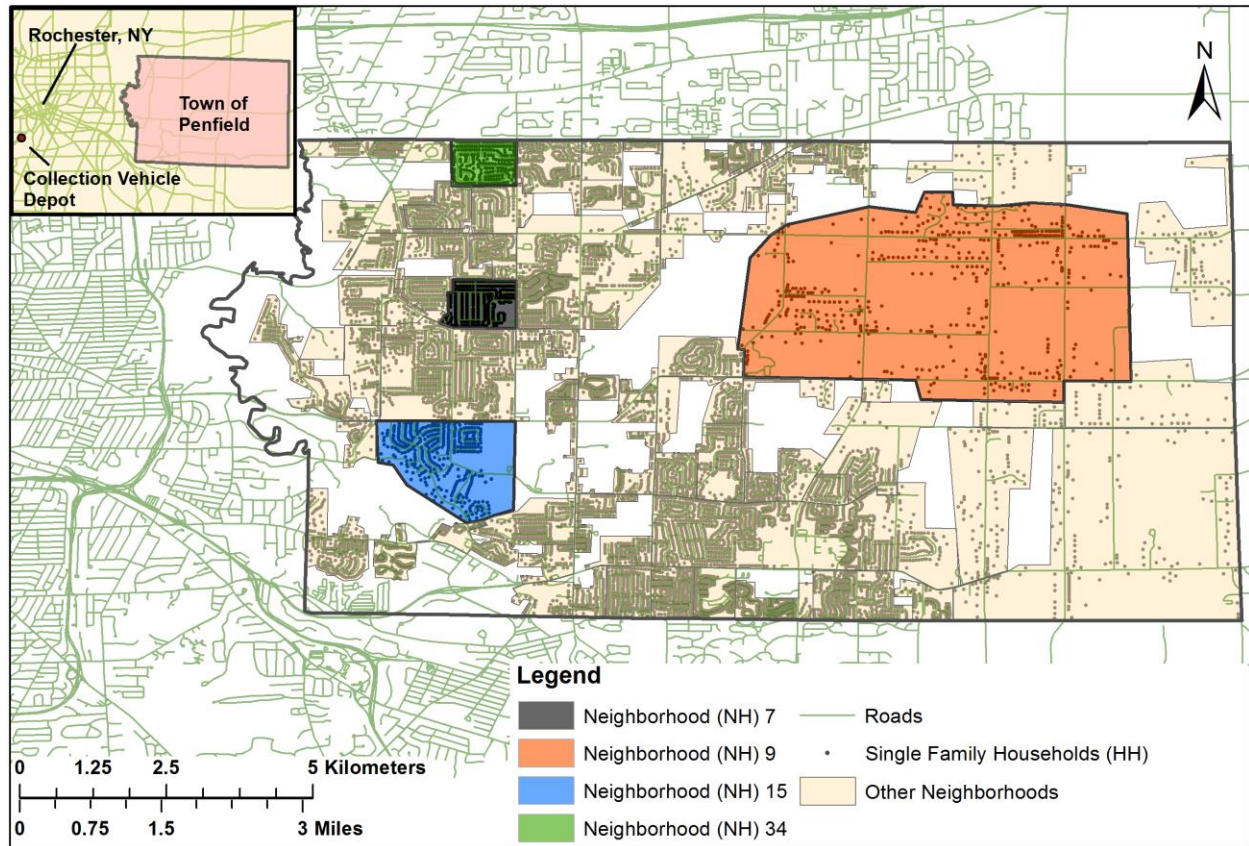 Rochester, NY
Town of
Penfield
Collection Vehicle
Depot
N
Legend
Neighborhood (NH) 7
Roads
Neighborhood (NH) 9
Single Family Households (HH)
Neighborhood (NH) 15
Other Neighborhoods
Neighborhood (NH) 34
0 1.25 2.5 5 Kilometers
0 0.75 1.5 3 Miles